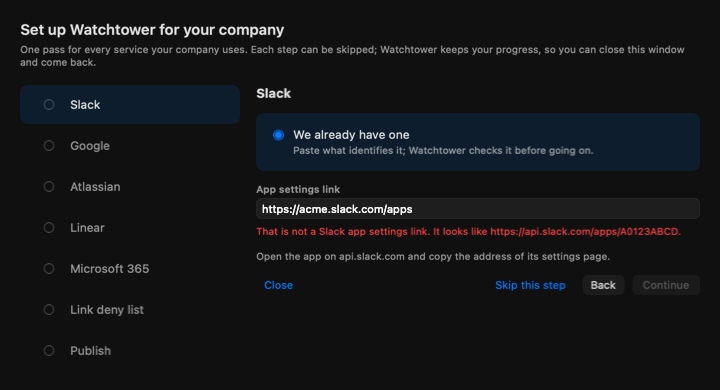 Set up Watchtower for your company
One pass for every service your company uses. Each step can be skipped; Watchtower keeps your progress, so you can close this window
and come back.
Slack
Google
Atlassian
Linear
Microsoft 365
Link deny list
Publish
Slack
We already have one
Paste what identifies it; Watchtower checks it before going on.
App settings link
https://acme.slack.com/apps
That is not a Slack app settings link. It looks like https://api.slack.com/apps/A0123ABCD.
Open the app on api.slack.com and copy the address of its settings page.
Close
Skip this step
Back
Continue